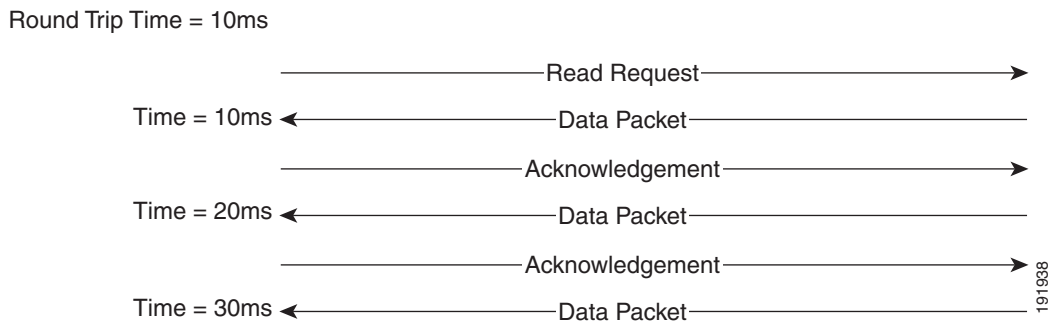 Round Trip Time = 10ms
Read Request
Time = 10ms
Data Packet
Acknowledgement
Time = 20ms
Data Packet
Acknowledgement
Time = 30ms
Data Packet
191938